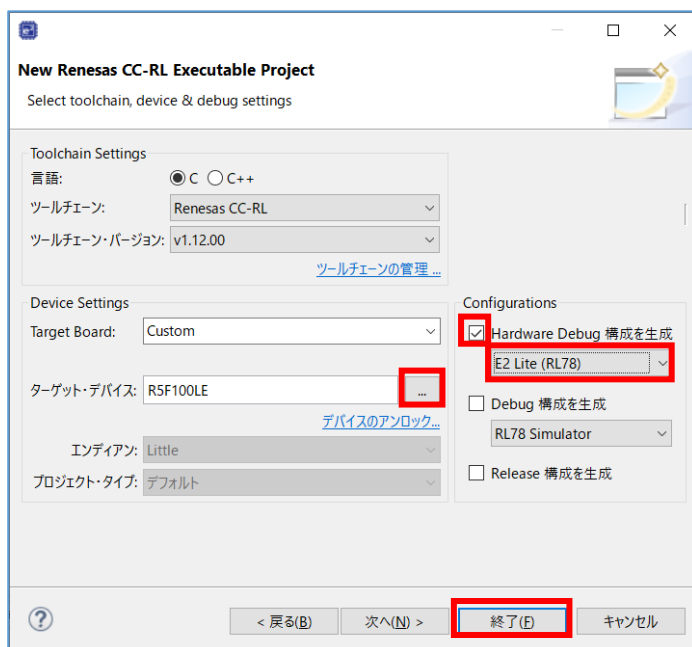 New Renesas CC-RL Executable Project
Select toolchain, device & debug settings
Toolchain Settings
言語: C C++
ツールチェーン: Renesas CC-RL
ツールチェーン・バージョン: v1.12.00
ツールチェーンの管理 ...
Device Settings
Target Board: Custom
ターゲット・デバイス: R5F100LE ...
デバイスのアンロック...
エンディアン: Little
プロジェクト・タイプ: デフォルト
Configurations
Hardware Debug 構成を生成
E2 Lite (RL78)
Debug 構成を生成
RL78 Simulator
Release 構成を生成
? < 戻る(B) 次へ(N) > 終了(F) キャンセル